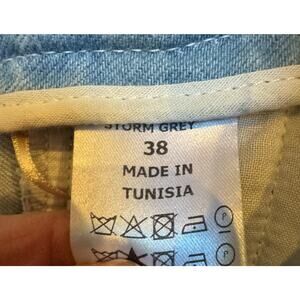 STORM GREY
38
MADE IN
TUNISIA